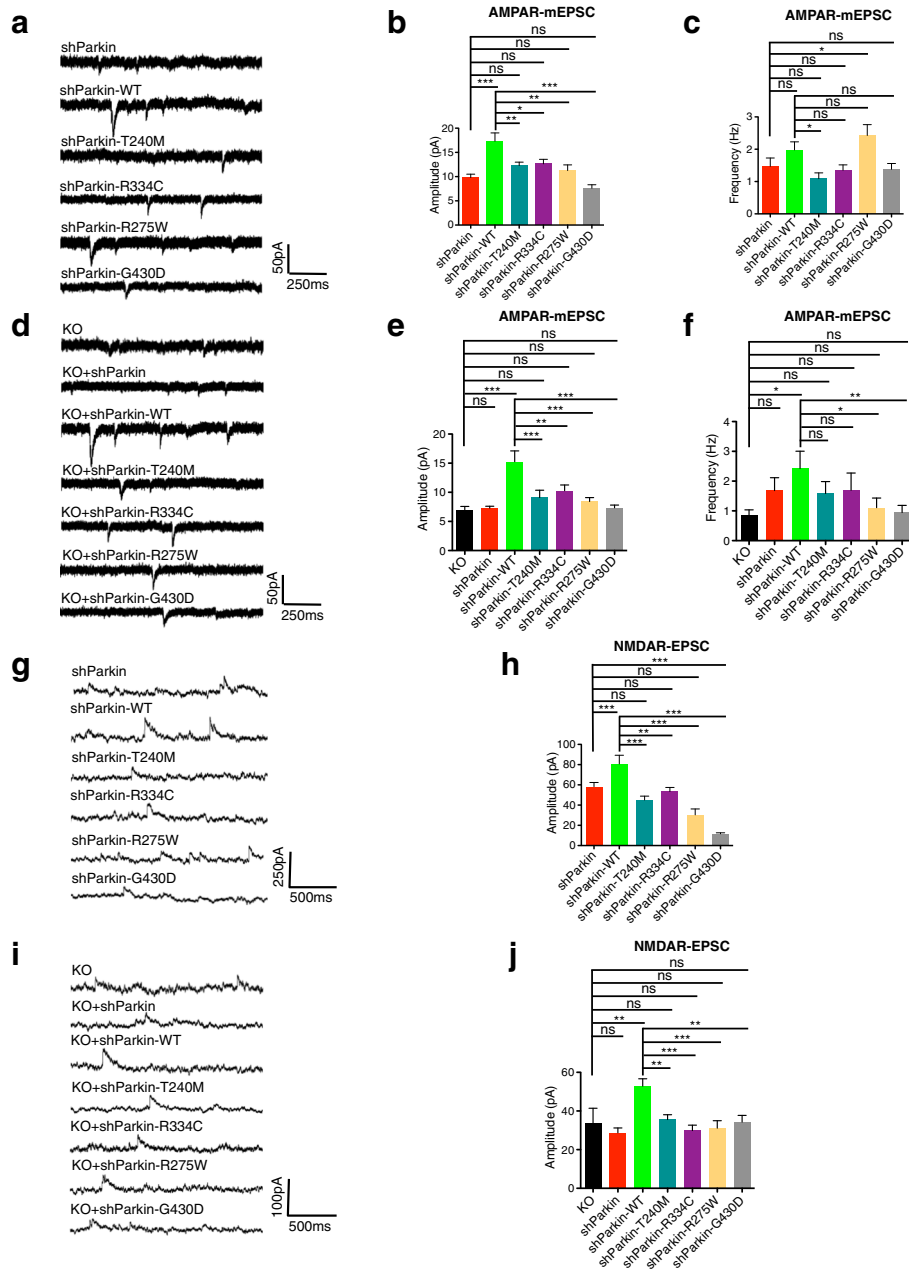 a
shParkin
shParkin-WT
shParkin-T240M
shParkin-R334C
shParkin-R275W
shParkin-G430D
50pA
250ms
b
AMPAR-mEPSC
ns
ns
ns
ns
***
***
**
*
**
Amplitude (pA)
20
15
10
5
0
shParkin
shParkin-WT
shParkin-T240M
shParkin-R334C
shParkin-R275W
shParkin-G430D
c
AMPAR-mEPSC
ns
*
ns
ns
ns
ns
ns
ns
*
Frequency (Hz)
3
2
1
0
shParkin
shParkin-WT
shParkin-T240M
shParkin-R334C
shParkin-R275W
shParkin-G430D
d
KO
KO+shParkin
KO+shParkin-WT
KO+shParkin-T240M
KO+shParkin-R334C
KO+shParkin-R275W
KO+shParkin-G430D
50pA
250ms
e
AMPAR-mEPSC
ns
ns
ns
ns
***
ns
***
***
**
***
Amplitude (pA)
20
15
10
5
0
KO
shParkin
shParkin-WT
shParkin-T240M
shParkin-R334C
shParkin-R275W
shParkin-G430D
f
AMPAR-mEPSC
ns
ns
ns
ns
*
ns
**
*
ns
ns
Frequency (Hz)
4
3
2
1
0
KO
shParkin
shParkin-WT
shParkin-T240M
shParkin-R334C
shParkin-R275W
shParkin-G430D
g
shParkin
shParkin-WT
shParkin-T240M
shParkin-R334C
shParkin-R275W
shParkin-G430D
250pA
500ms
h
NMDAR-EPSC
***
ns
ns
ns
***
***
***
**
***
Amplitude (pA)
100
80
60
40
20
0
shParkin
shParkin-WT
shParkin-T240M
shParkin-R334C
shParkin-R275W
shParkin-G430D
i
KO
KO+shParkin
KO+shParkin-WT
KO+shParkin-T240M
KO+shParkin-R334C
KO+shParkin-R275W
KO+shParkin-G430D
100pA
500ms
j
NMDAR-EPSC
ns
ns
ns
ns
**
ns
**
***
***
**
Amplitude (pA)
60
40
20
0
KO
shParkin
shParkin-WT
shParkin-T240M
shParkin-R334C
shParkin-R275W
shParkin-G430D